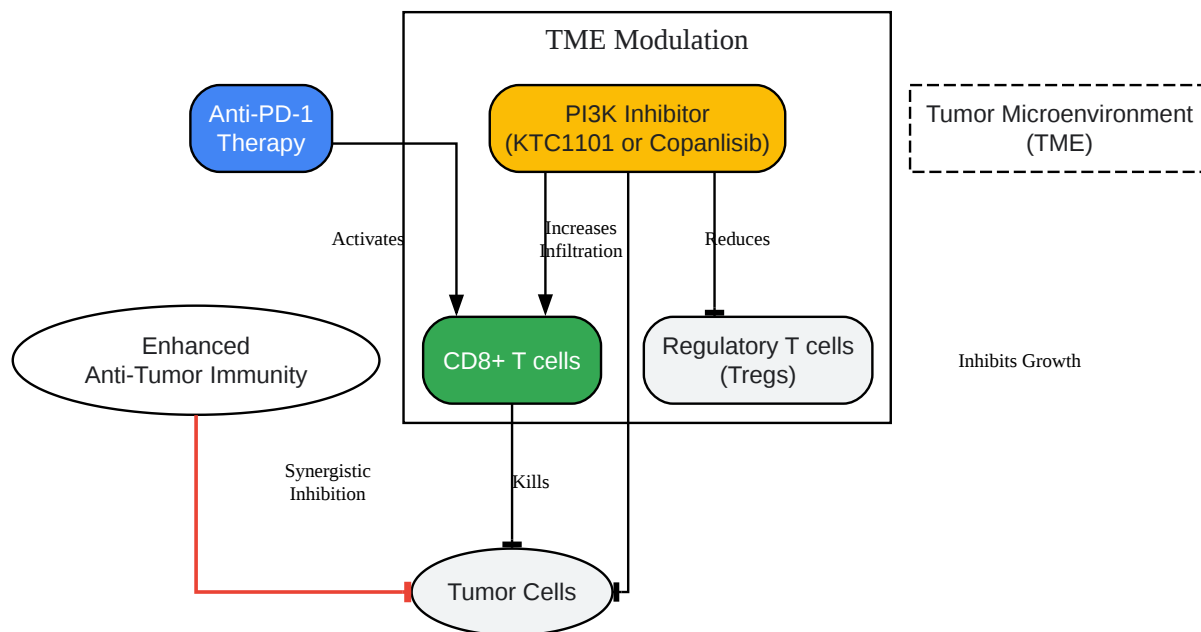 TME Modulation
Anti-PD-1
Therapy
PI3K Inhibitor
(KTC1101 or Copanlisib)
Tumor Microenvironment
(TME)
Activates
Increases
Infiltration
Reduces
Enhanced
Anti-Tumor Immunity
CD8+ T cells
Regulatory T cells
(Tregs)
Inhibits Growth
Synergistic
Inhibition
Kills
Tumor Cells